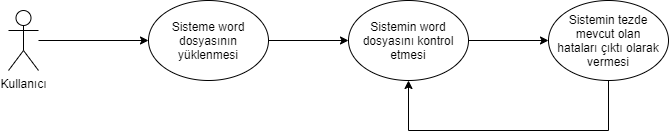 Kullanıcı
Sisteme word
dosyasının
yüklenmesi
Sistemin word
dosyasını kontrol
etmesi
Sistemin tezde
mevcut olan
hataları çıktı olarak
vermesi